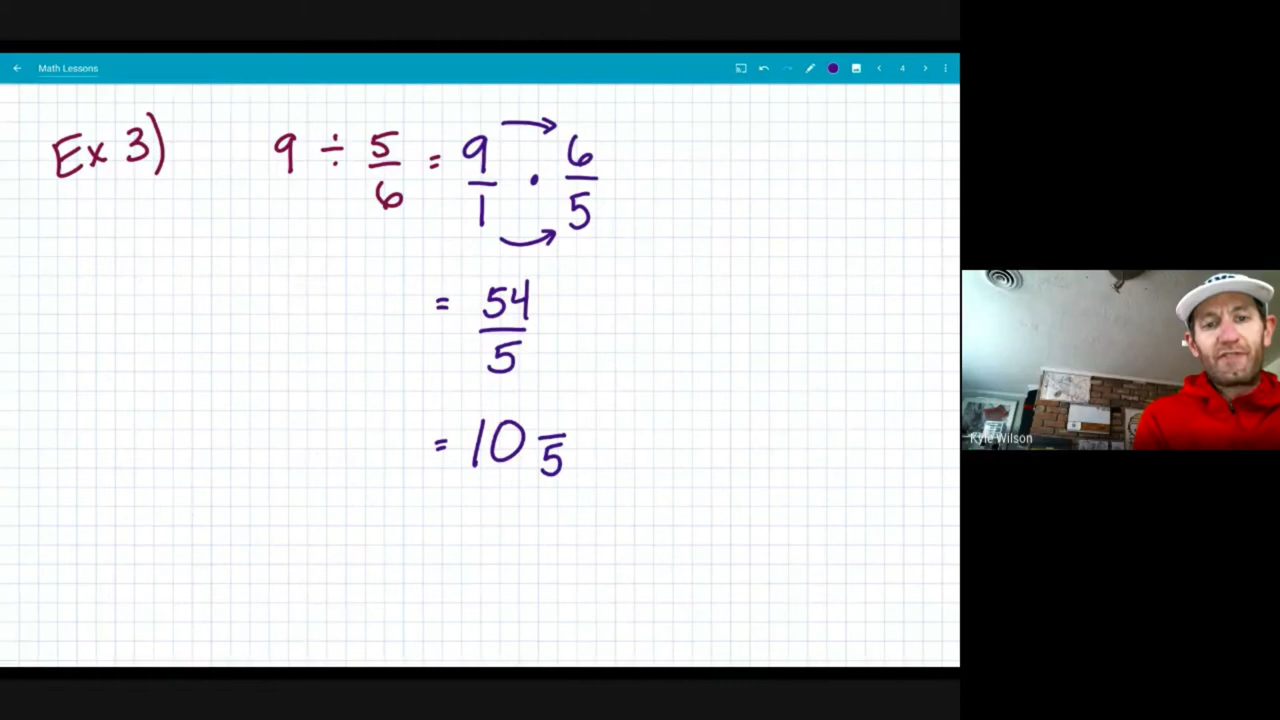 Math Lessons
4
Ex 3) 9 ÷ 5/6 = 9/1 · 6/5
= 54/5
= 10 /5
Kyle Wilson